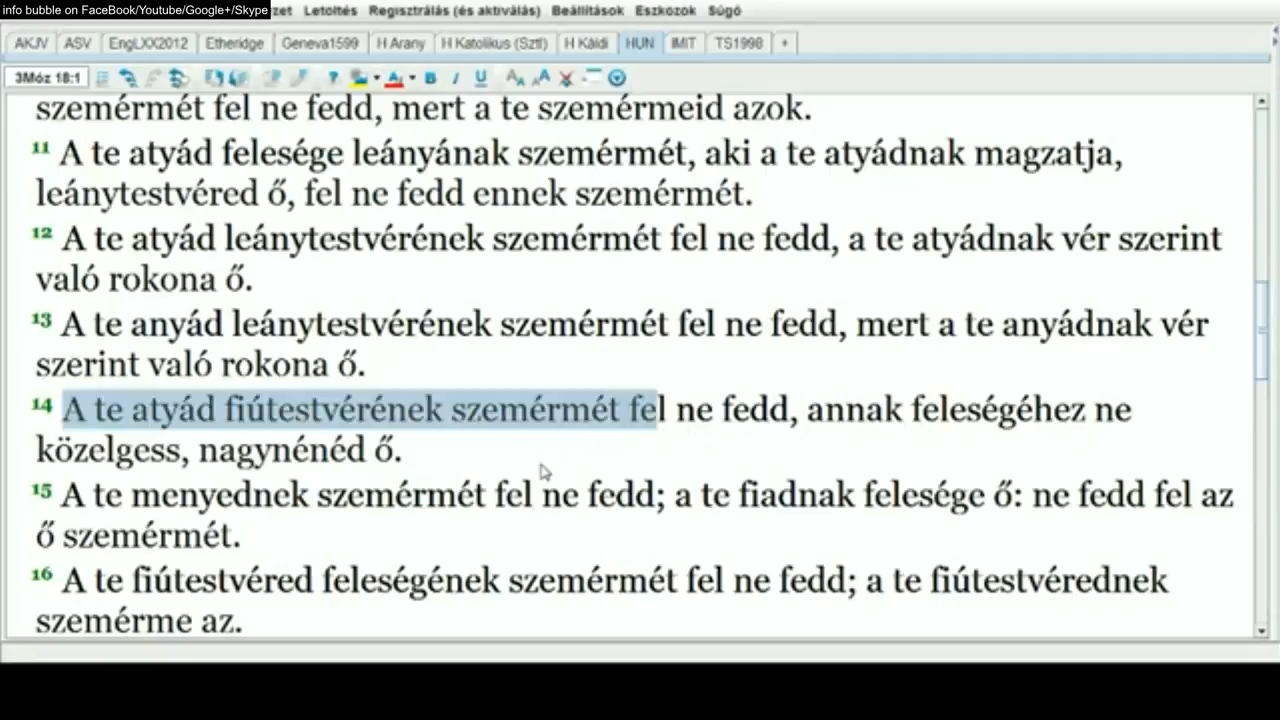 info bubble on FaceBook/Youtube/Google+/Skype zet Letoltés Regisztrálás (és aktiválás) Beállítások Eszkozok Súgó
AKJV ASV EngLXX2012 Etheridge Geneva1599 H Arany H Katolikus (SztI) H Káldi HUN IMIT TS1998 +
3Móz 18:1 ? A B I U
szemérmét fel ne fedd, mert a te szemérmeid azok.
11 A te atyád felesége leányának szemérmét, aki a te atyádnak magzatja,
leánytestvéred ő, fel ne fedd ennek szemérmét.
12 A te atyád leánytestvérének szemérmét fel ne fedd, a te atyádnak vér szerint
való rokona ő.
13 A te anyád leánytestvérének szemérmét fel ne fedd, mert a te anyádnak vér
szerint való rokona ő.
14 A te atyád fiútestvérének szemérmét fel ne fedd, annak feleségéhez ne
közelgess, nagynénéd ő.
15 A te menyednek szemérmét fel ne fedd; a te fiadnak felesége ő: ne fedd fel az
ő szemérmét.
16 A te fiútestvéred feleségének szemérmét fel ne fedd; a te fiútestvérednek
szemérme az.